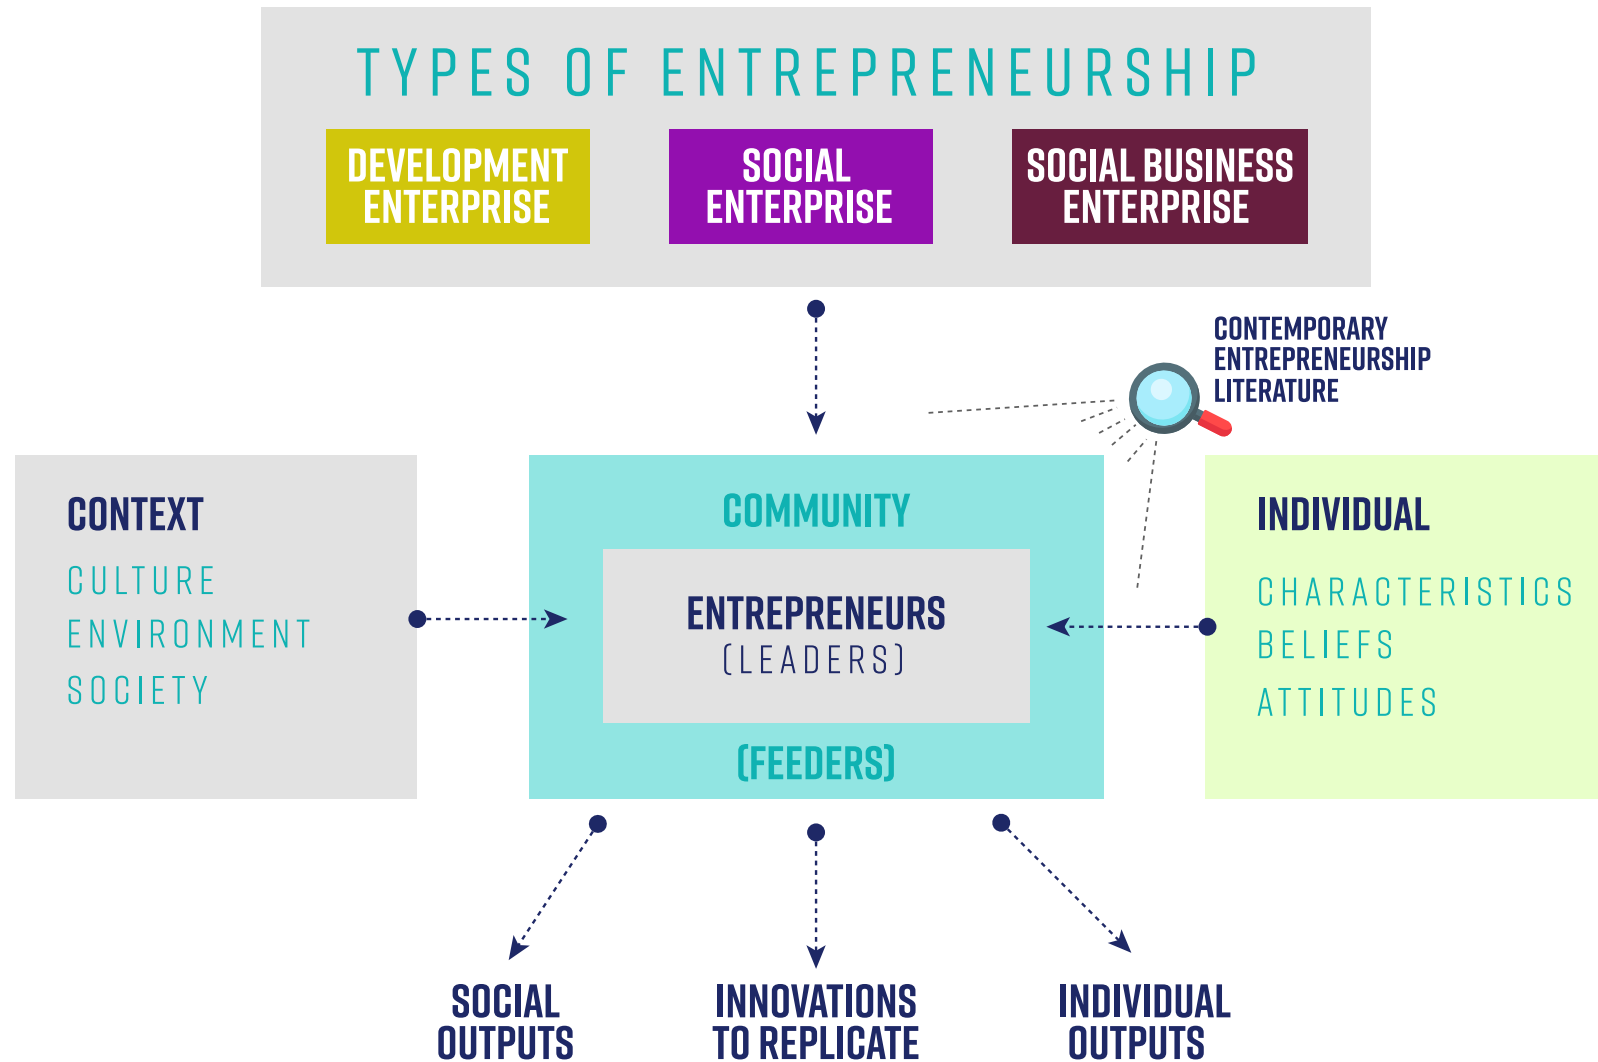 TYPES OF ENTREPRENEURSHIP
DEVELOPMENT
ENTERPRISE
SOCIAL
ENTERPRISE
SOCIAL BUSINESS
ENTERPRISE
CONTEMPORARY
ENTREPRENEURSHIP
LITERATURE
CONTEXT
CULTURE
ENVIRONMENT
SOCIETY
COMMUNITY
ENTREPRENEURS
(LEADERS)
(FEEDERS)
INDIVIDUAL
CHARACTERISTICS
BELIEFS
ATTITUDES
SOCIAL
OUTPUTS
INNOVATIONS
TO REPLICATE
INDIVIDUAL
OUTPUTS